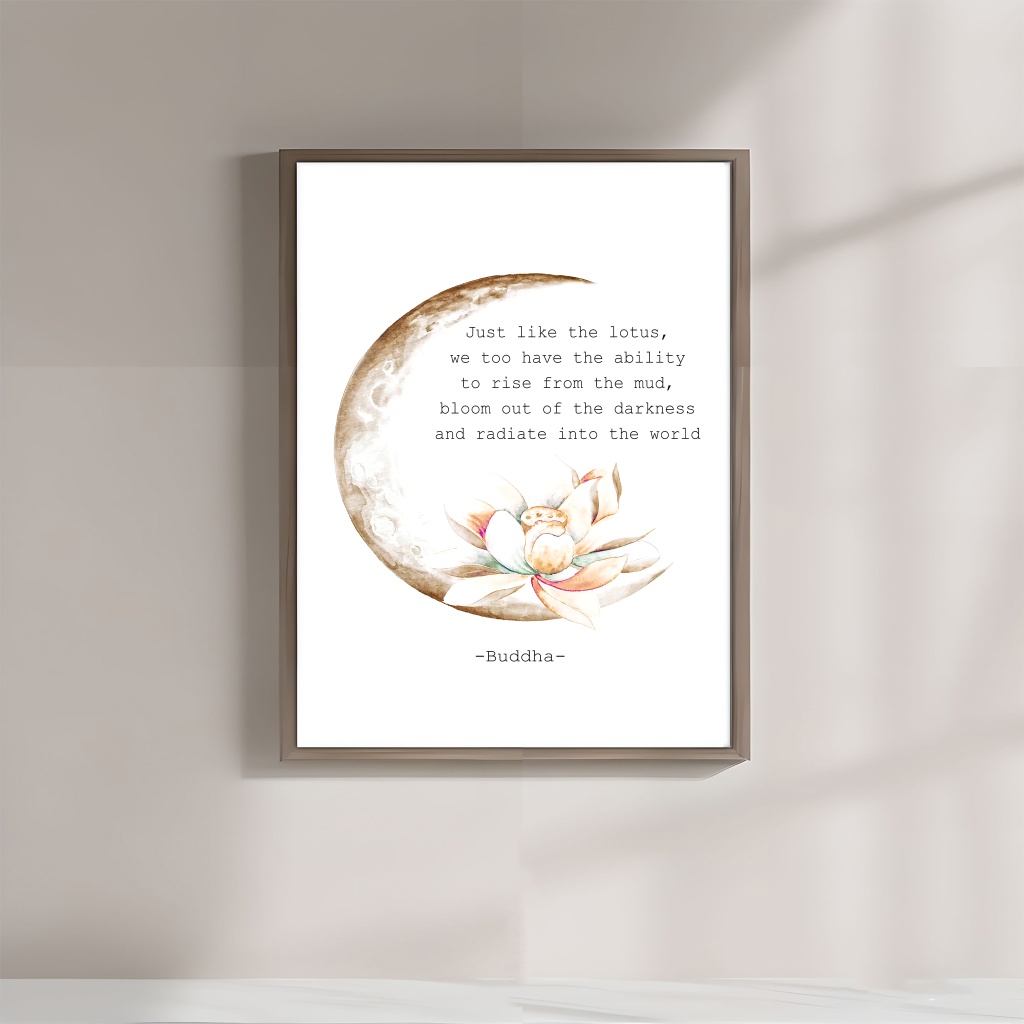 Just like the lotus,
we too have the ability
to rise from the mud,
bloom out of the darkness
and radiate into the world
-Buddha-